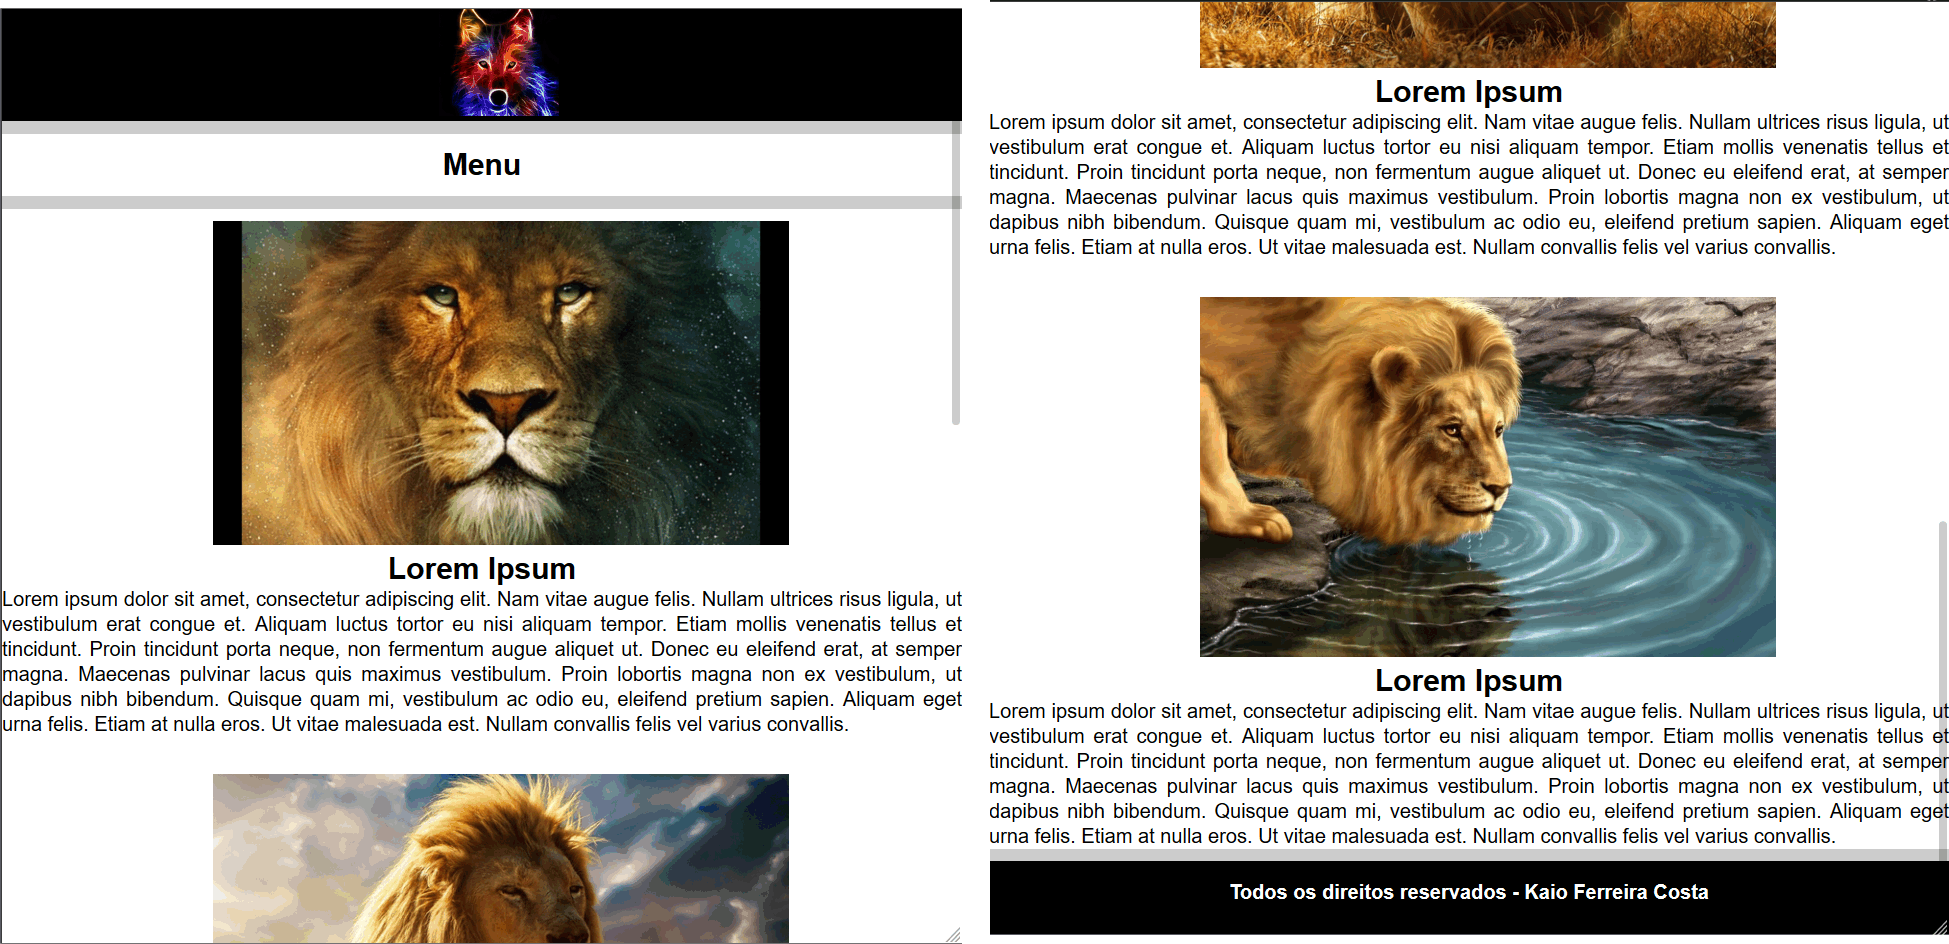 Menu
Lorem Ipsum
Lorem ipsum dolor sit amet, consectetur adipiscing elit. Nam vitae augue felis. Nullam ultrices risus ligula, ut
vestibulum erat congue et. Aliquam luctus tortor eu nisi aliquam tempor. Etiam mollis venenatis tellus et
tincidunt. Proin tincidunt porta neque, non fermentum augue aliquet ut. Donec eu eleifend erat, at semper
magna. Maecenas pulvinar lacus quis maximus vestibulum. Proin lobortis magna non ex vestibulum, ut
dapibus nibh bibendum. Quisque quam mi, vestibulum ac odio eu, eleifend pretium sapien. Aliquam eget
urna felis. Etiam at nulla eros. Ut vitae malesuada est. Nullam convallis felis vel varius convallis.
Lorem Ipsum
Lorem ipsum dolor sit amet, consectetur adipiscing elit. Nam vitae augue felis. Nullam ultrices risus ligula, ut
vestibulum erat congue et. Aliquam luctus tortor eu nisi aliquam tempor. Etiam mollis venenatis tellus et
tincidunt. Proin tincidunt porta neque, non fermentum augue aliquet ut. Donec eu eleifend erat, at semper
magna. Maecenas pulvinar lacus quis maximus vestibulum. Proin lobortis magna non ex vestibulum, ut
dapibus nibh bibendum. Quisque quam mi, vestibulum ac odio eu, eleifend pretium sapien. Aliquam eget
urna felis. Etiam at nulla eros. Ut vitae malesuada est. Nullam convallis felis vel varius convallis.
Lorem Ipsum
Lorem ipsum dolor sit amet, consectetur adipiscing elit. Nam vitae augue felis. Nullam ultrices risus ligula, ut
vestibulum erat congue et. Aliquam luctus tortor eu nisi aliquam tempor. Etiam mollis venenatis tellus et
tincidunt. Proin tincidunt porta neque, non fermentum augue aliquet ut. Donec eu eleifend erat, at semper
magna. Maecenas pulvinar lacus quis maximus vestibulum. Proin lobortis magna non ex vestibulum, ut
dapibus nibh bibendum. Quisque quam mi, vestibulum ac odio eu, eleifend pretium sapien. Aliquam eget
urna felis. Etiam at nulla eros. Ut vitae malesuada est. Nullam convallis felis vel varius convallis.
Todos os direitos reservados - Kaio Ferreira Costa